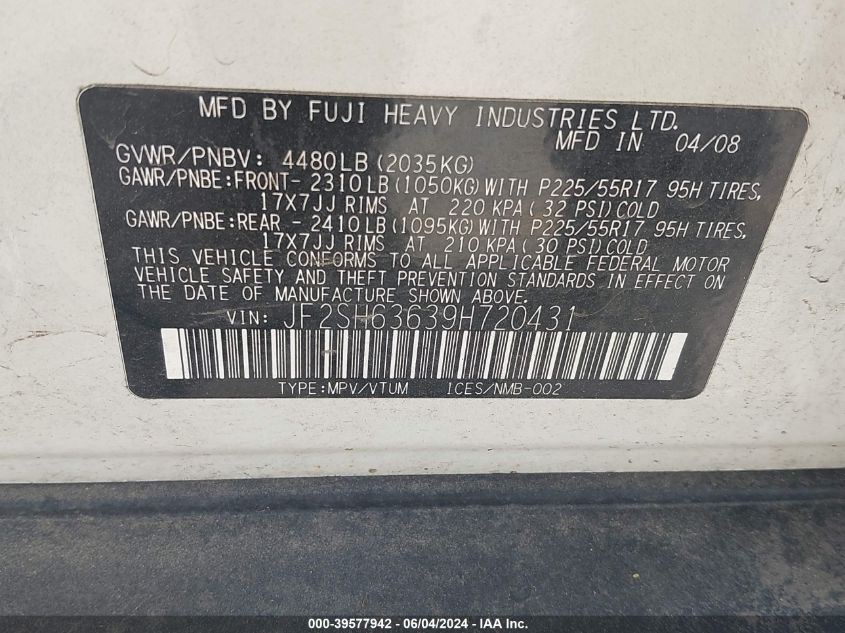 MFD BY FUJI HEAVY INDUSTRIES LTD.
MFD IN 04/08
GVWR/PNBV: 4480LB (2035KG)
GAWR/PNBE:FRONT- 2310LB (1050KG) WITH P225/55R17 95H TIRES,
17X7JJ RIMS AT 220 KPA (32 PSI) COLD
GAWR/PNBE:REAR - 2410LB (1095KG) WITH P225/55R17 95H TIRES,
17X7JJ RIMS AT 210 KPA (30 PSI) COLD
THIS VEHICLE CONFORMS TO ALL APPLICABLE FEDERAL MOTOR
VEHICLE SAFETY AND THEFT PREVENTION STANDARDS IN EFFECT ON
THE DATE OF MANUFACTURE SHOWN ABOVE.
VIN: JF2SH63639H720431
TYPE:MPV/VTUM ICES/NMB-002
000-39577942 - 06/04/2024 - IAA Inc.